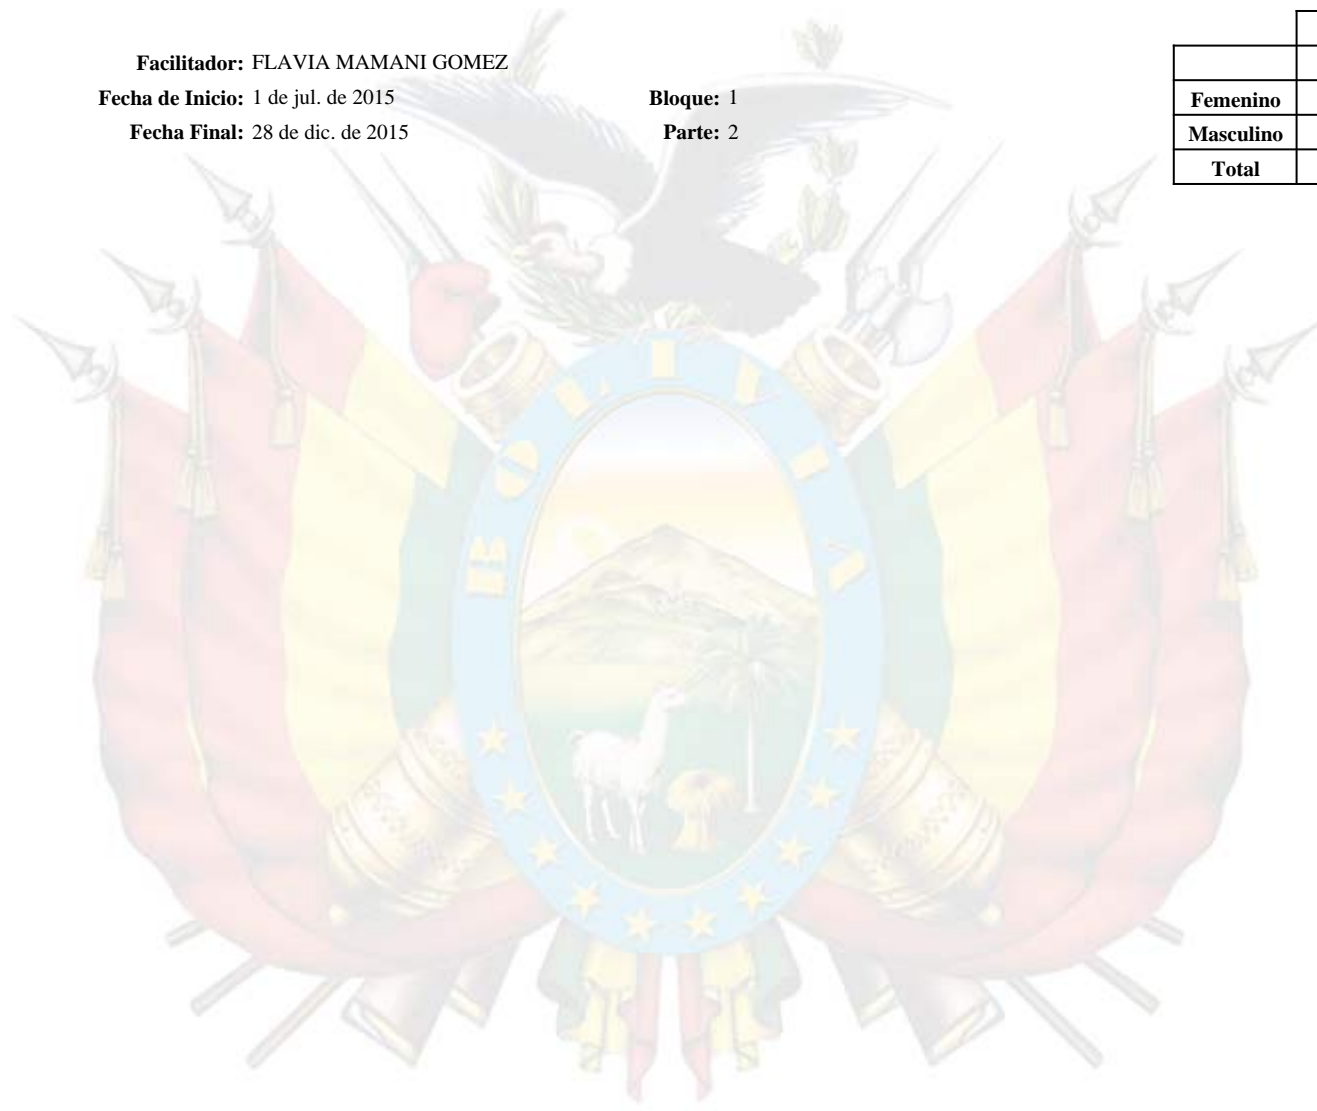 Facilitador: FLAVIA MAMANI GOMEZ
Fecha de Inicio: 1 de jul. de 2015 Bloque: 1
Fecha Final: 28 de dic. de 2015 Parte: 2
Femenino
Masculino
Total
BOLIVIA